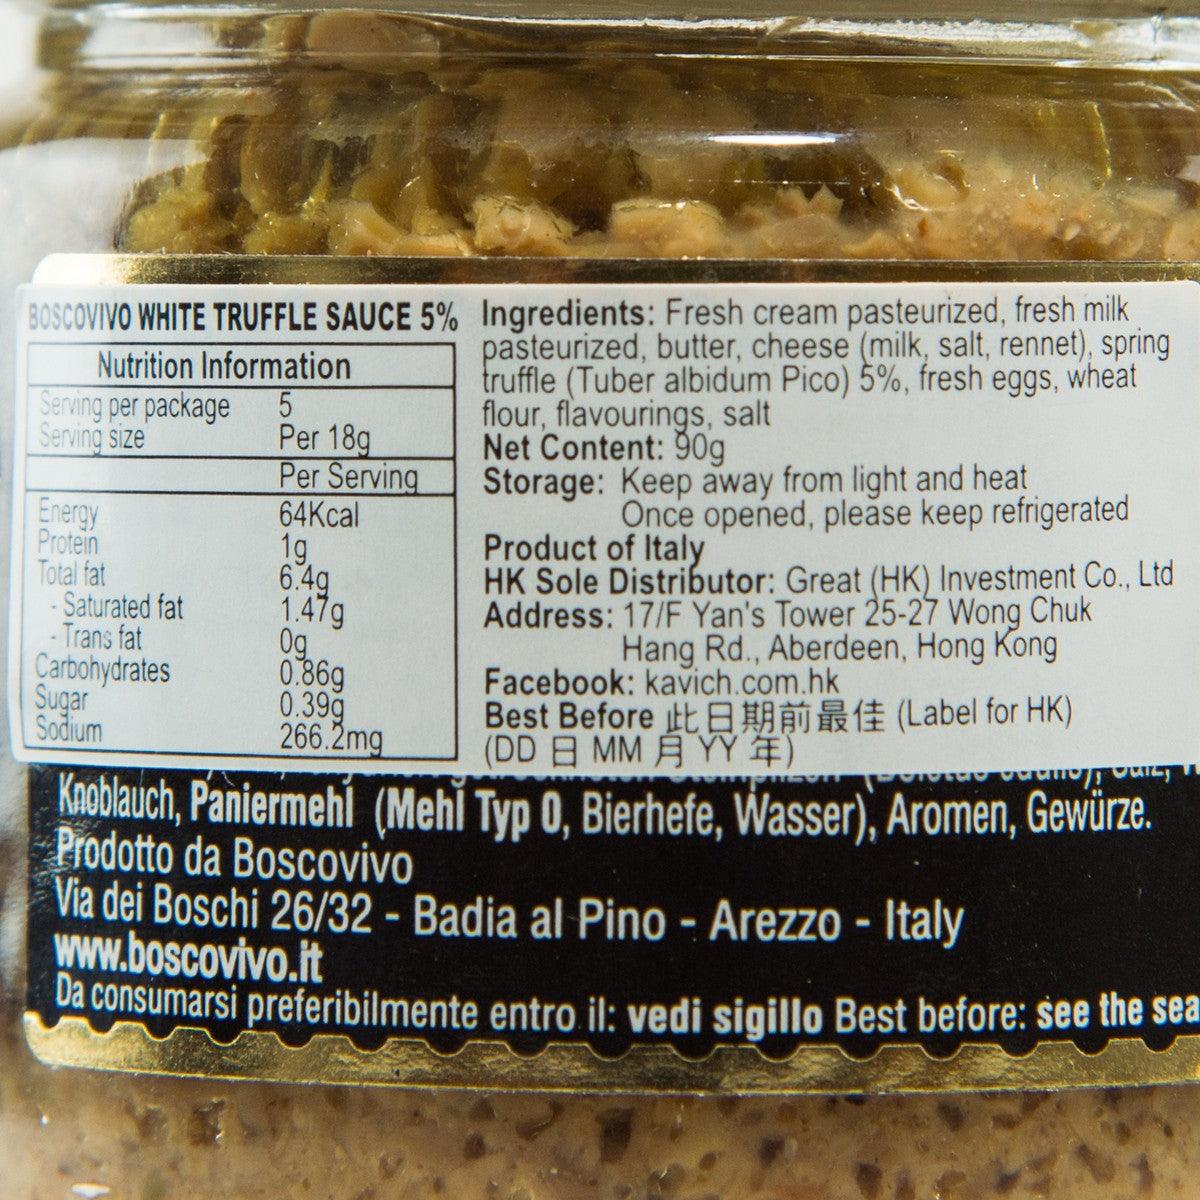 BOSCOVIVO WHITE TRUFFLE SAUCE 5%
Nutrition Information
Serving per package 5
Serving size Per 18g
Per Serving
Energy 64Kcal
Protein 1g
Total fat 6.4g
- Saturated fat 1.47g
- Trans fat 0g
Carbohydrates 0.86g
Sugar 0.39g
Sodium 266.2mg
Ingredients: Fresh cream pasteurized, fresh milk
pasteurized, butter, cheese (milk, salt, rennet), spring
truffle (Tuber albidum Pico) 5%, fresh eggs, wheat
flour, flavourings, salt
Net Content: 90g
Storage: Keep away from light and heat
Once opened, please keep refrigerated
Product of Italy
HK Sole Distributor: Great (HK) Investment Co., Ltd
Address: 17/F Yan's Tower 25-27 Wong Chuk
Hang Rd., Aberdeen, Hong Kong
Facebook: kavich.com.hk
Best Before 此日期前最佳 (Label for HK)
(DD 日 MM 月 YY 年)
Knoblauch, Paniermehl (Mehl Typ 0, Bierhefe, Wasser), Aromen, Gewürze.
Prodotto da Boscovivo
Via dei Boschi 26/32 - Badia al Pino - Arezzo - Italy
www.boscovivo.it
Da consumarsi preferibilmente entro il: vedi sigillo Best before: see the sea